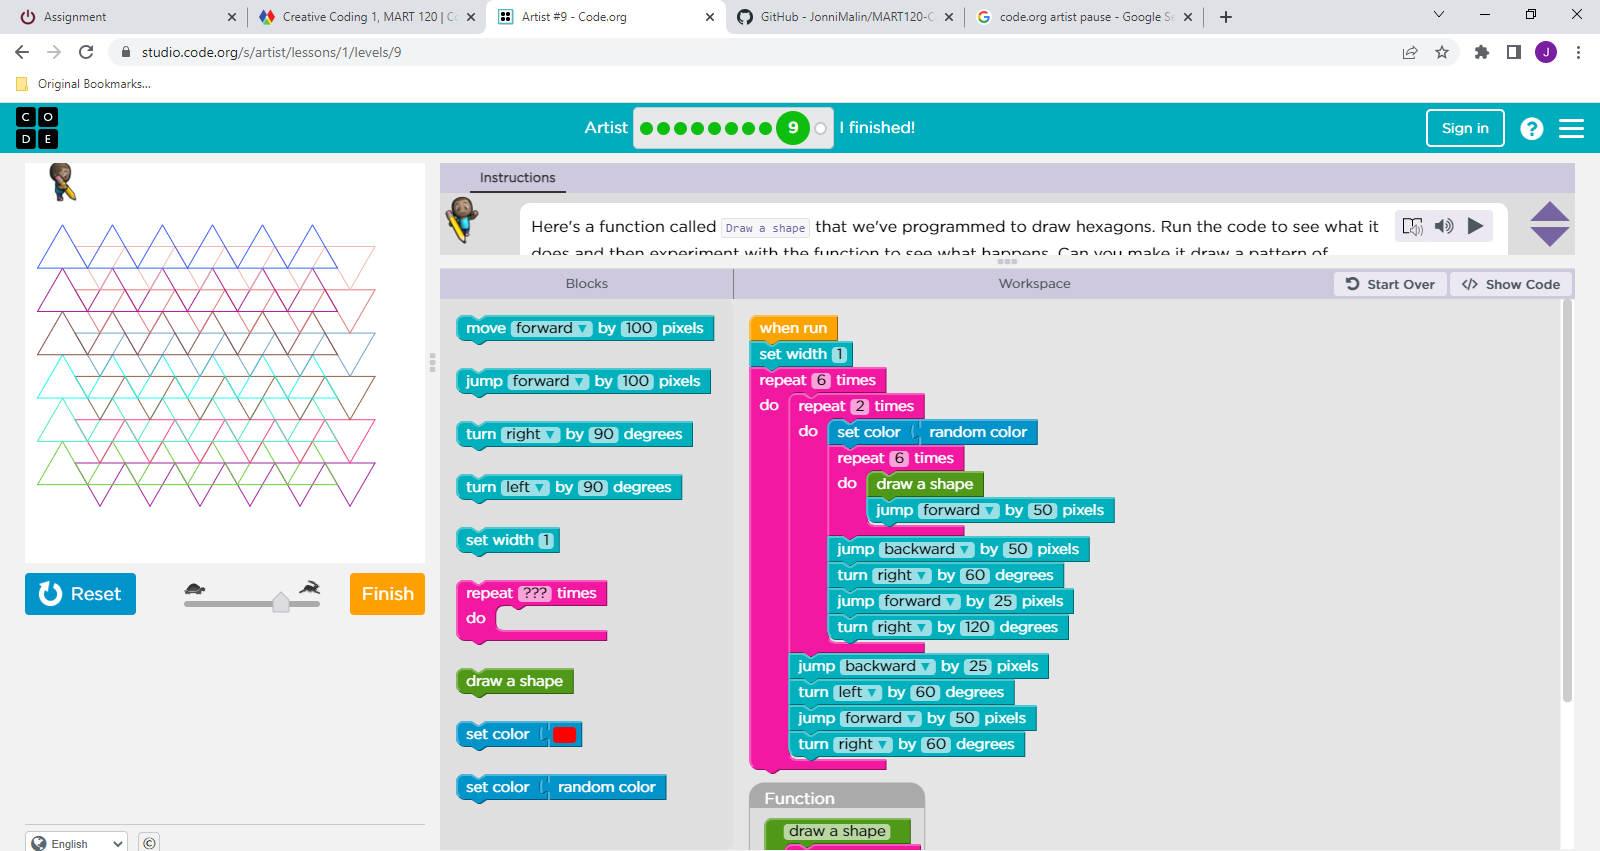 Assignment
Creative Coding 1, MART 120 | C
Artist #9 - Code.org
GitHub - JonniMalin/MART120-C
code.org artist pause - Google Se
studio.code.org/s/artist/lessons/1/levels/9
J
Original Bookmarks...
C O
D E
Artist
9
I finished!
Sign in
?
Instructions
Here's a function called Draw a shape that we've programmed to draw hexagons. Run the code to see what it
does and then experiment with the function to see what happens. Can you make it draw a pattern of
Blocks
Workspace
Start Over
</> Show Code
move forward by 100 pixels
jump forward by 100 pixels
turn right by 90 degrees
turn left by 90 degrees
set width 1
repeat ??? times
do
draw a shape
set color
set color random color
when run
set width 1
repeat 6 times
do repeat 2 times
do set color random color
repeat 6 times
do draw a shape
jump forward by 50 pixels
jump backward by 50 pixels
turn right by 60 degrees
jump forward by 25 pixels
turn right by 120 degrees
jump backward by 25 pixels
turn left by 60 degrees
jump forward by 50 pixels
turn right by 60 degrees
Function
draw a shape
Reset
Finish
English
©